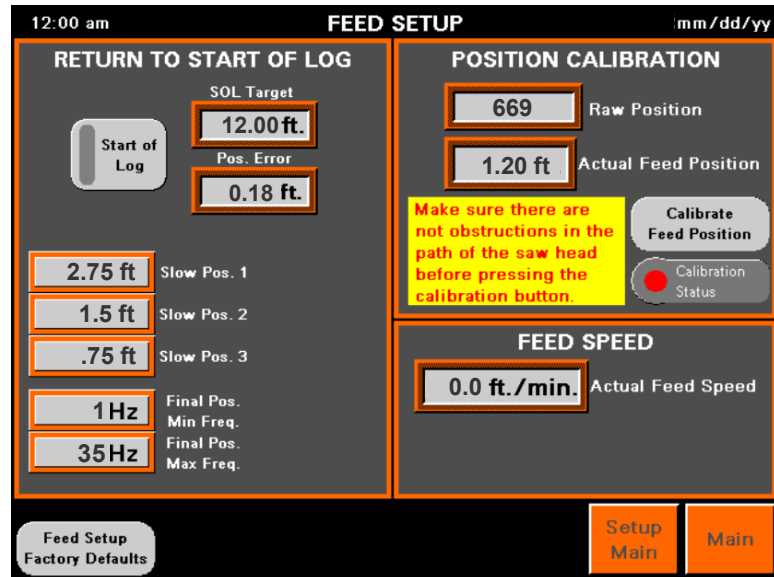 12:00 am
FEED SETUP
mm/dd/yy
RETURN TO START OF LOG
SOL Target
12.00 ft.
Start of
Log
Pos. Error
0.18 ft.
2.75 ft Slow Pos. 1
1.5 ft Slow Pos. 2
.75 ft Slow Pos. 3
1 Hz Final Pos.
Min Freq.
35 Hz Final Pos.
Max Freq.
POSITION CALIBRATION
669 Raw Position
1.20 ft Actual Feed Position
Make sure there are
not obstructions in the
path of the saw head
before pressing the
calibration button.
Calibrate
Feed Position
Calibration
Status
FEED SPEED
0.0 ft./min. Actual Feed Speed
Feed Setup
Factory Defaults
Setup
Main
Main